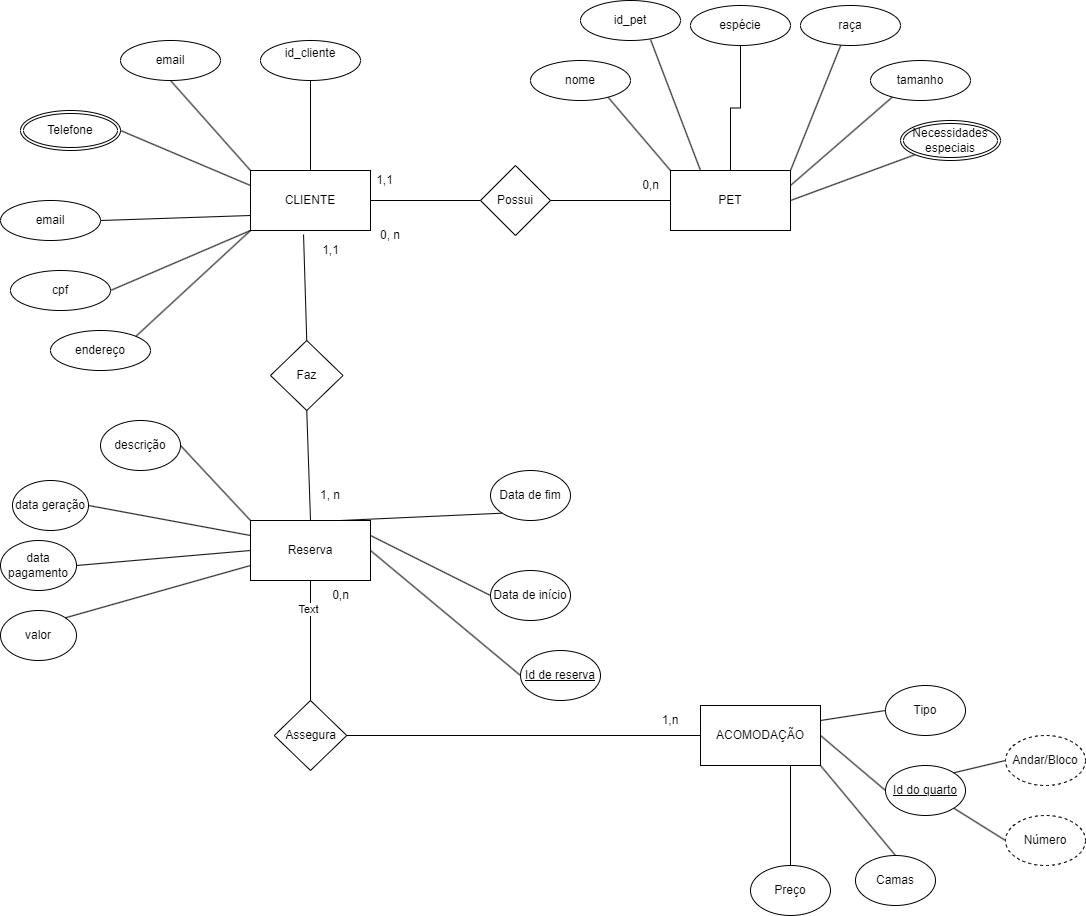 id_pet
espécie
raça
email
id_cliente
nome
tamanho
Telefone
Necessidades
especiais
1,1
0,n
CLIENTE
Possui
PET
email
0, n
1,1
cpf
endereço
Faz
descrição
1, n
Data de fim
data geração
Reserva
data
pagamento
0,n
Data de início
Text
valor
Id de reserva
1,n
Tipo
Assegura
ACOMODAÇÃO
Andar/Bloco
Id do quarto
Número
Camas
Preço